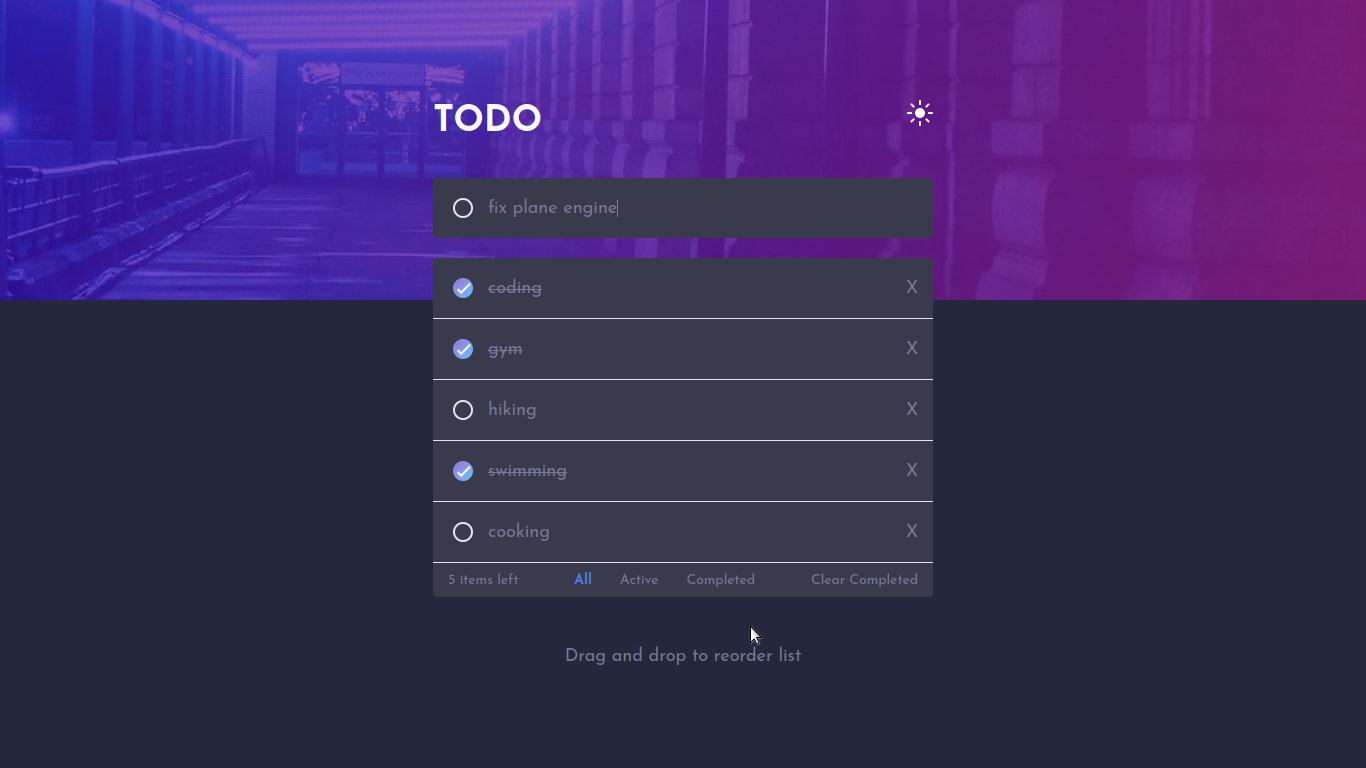 TODO
fix plane engine
coding X
gym X
hiking X
swimming X
cooking X
5 items left All Active Completed Clear Completed
Drag and drop to reorder list